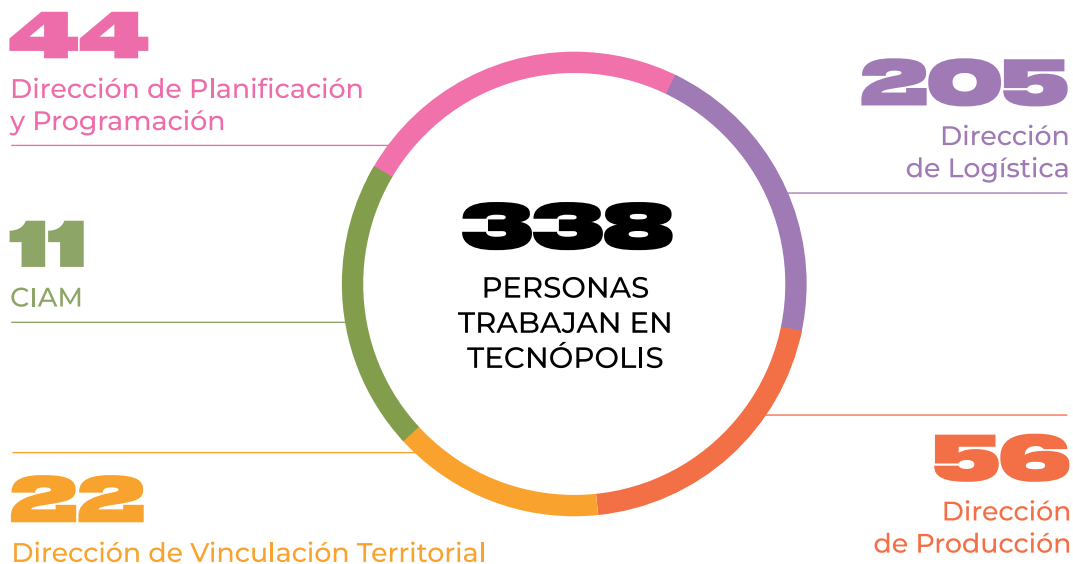 44
Dirección de Planificación
y Programación
11
CIAM
22
Dirección de Vinculación Territorial
338
PERSONAS
TRABAJAN EN
TECNÓPOLIS
205
Dirección
de Logística
56
Dirección
de Producción